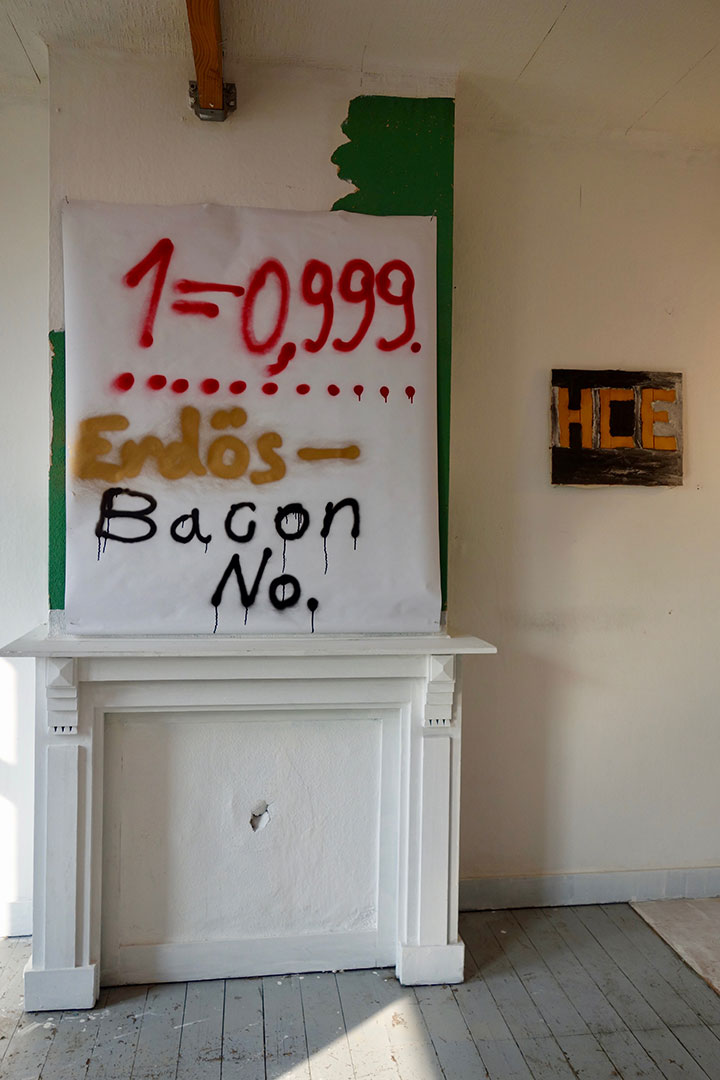 1=0,999.
...........
Erdös –
Bacon
No.
HCE